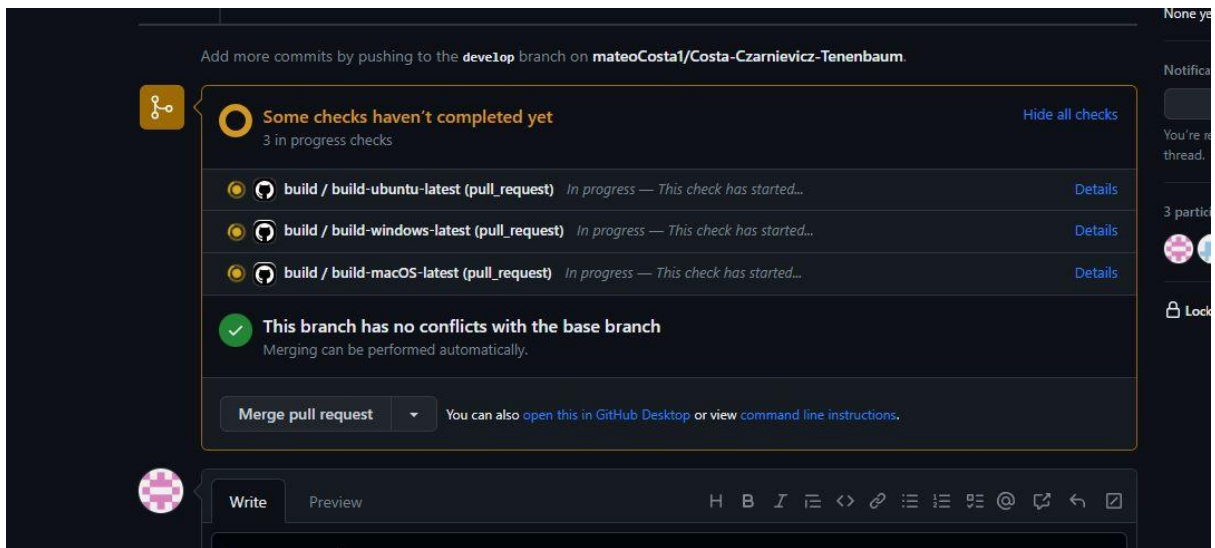 None ye
Add more commits by pushing to the develop branch on mateoCosta1/Costa-Czarnievicz-Tenenbaum.
Notifica
Some checks haven't completed yet
Hide all checks
3 in progress checks
You're re
thread.
build / build-ubuntu-latest (pull_request) In progress — This check has started...
Details
3 partici
build / build-windows-latest (pull_request) In progress — This check has started...
Details
build / build-macOS-latest (pull_request) In progress — This check has started...
Details
Lock
This branch has no conflicts with the base branch
Merging can be performed automatically.
Merge pull request
You can also open this in GitHub Desktop or view command line instructions.
Write
Preview